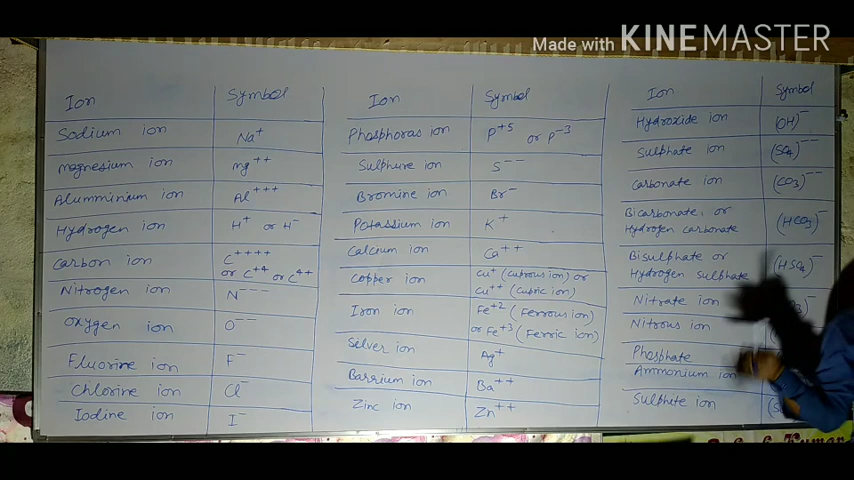 Made with KINEMASTER
Ion Symbol
Sodium ion Na+
magnesium ion mg++
Alumminium ion Al+++
Hydrogen ion H+ or H-
Carbon ion C++++
or C+4 or C4+
Nitrogen ion N---
Oxygen ion O--
Fluorine ion F-
Chlorine ion Cl-
Iodine ion I-
Ion Symbol
Phosphoras ion P+5 or P-3
Sulphure ion S--
Bromine ion Br-
Potassium ion K+
Calcium ion Ca++
Copper ion Cu+ (cuprous ion) or
Cu++ (cupric ion)
Iron ion Fe+2 (Ferrous ion)
or Fe+3 (Ferric ion)
Silver ion Ag+
Barrium ion Ba++
Zinc ion Zn++
Ion Symbol
Hydroxide ion (OH)-
Sulphate ion (SO4)--
Carbonate ion (CO3)--
Bicarbonate, or
Hydrogen carbonate (HCO3)-
Bisulphate or
Hydrogen sulphate (HSO4)-
Nitrate ion
Nitrous ion
Phosphate
Ammonium ion
Sulphite ion